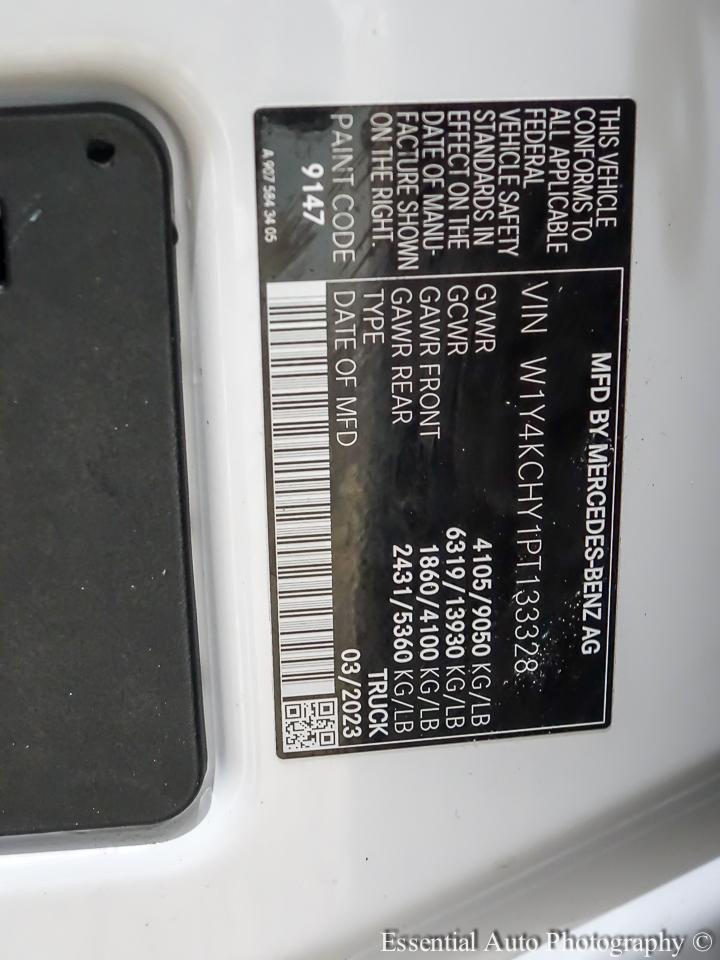 THIS VEHICLE
CONFORMS TO
ALL APPLICABLE
FEDERAL
VEHICLE SAFETY
STANDARDS IN
EFFECT ON THE
DATE OF MANU-
FACTURE SHOWN
ON THE RIGHT.
PAINT CODE
9147
A 907 584 34 05
MFD BY MERCEDES-BENZ AG
VIN W1Y4KCHY1PT133328
GVWR 4105/9050 KG/LB
GCWR 6319/13930 KG/LB
GAWR FRONT 1860/4100 KG/LB
GAWR REAR 2431/5360 KG/LB
TYPE TRUCK
DATE OF MFD 03/2023
Essential Auto Photography ©